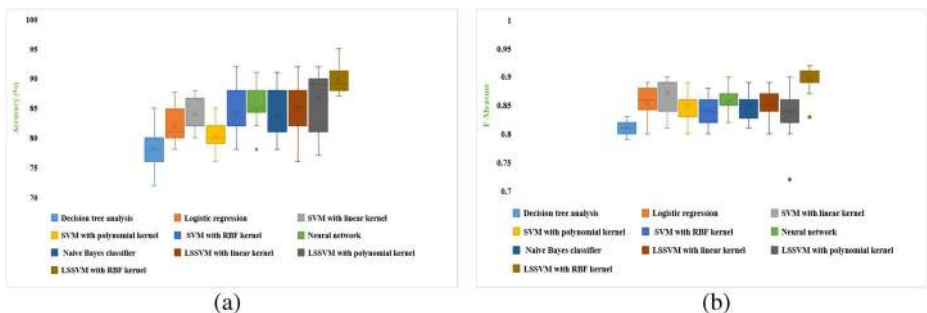 100
95
90
85
80
75
70
Accuracy (%)
Decision tree analysis
Logistic regression
SVM with linear kernel
SVM with polynomial kernel
SVM with RBF kernel
Neural network
Naive Bayes classifier
LSSVM with linear kernel
LSSVM with polynomial kernel
LSSVM with RBF kernel
(a)
1
0.95
0.9
0.85
0.8
0.75
0.7
F-Measure
Decision tree analysis
Logistic regression
SVM with linear kernel
SVM with polynomial kernel
SVM with RBF kernel
Neural network
Naive Bayes classifier
LSSVM with linear kernel
LSSVM with polynomial kernel
LSSVM with RBF kernel
(b)